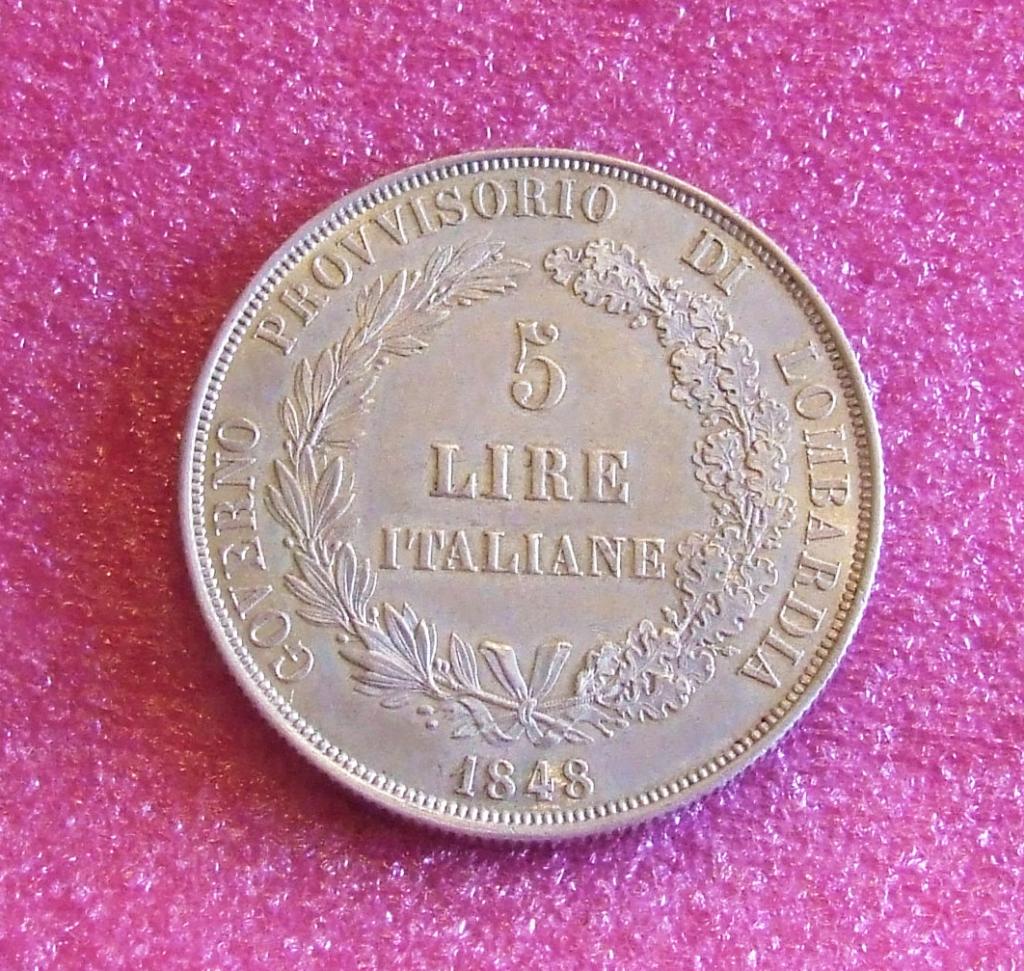 GOVERNO PROVVISORIO DI LOMBARDIA
5
LIRE
ITALIANE
1848